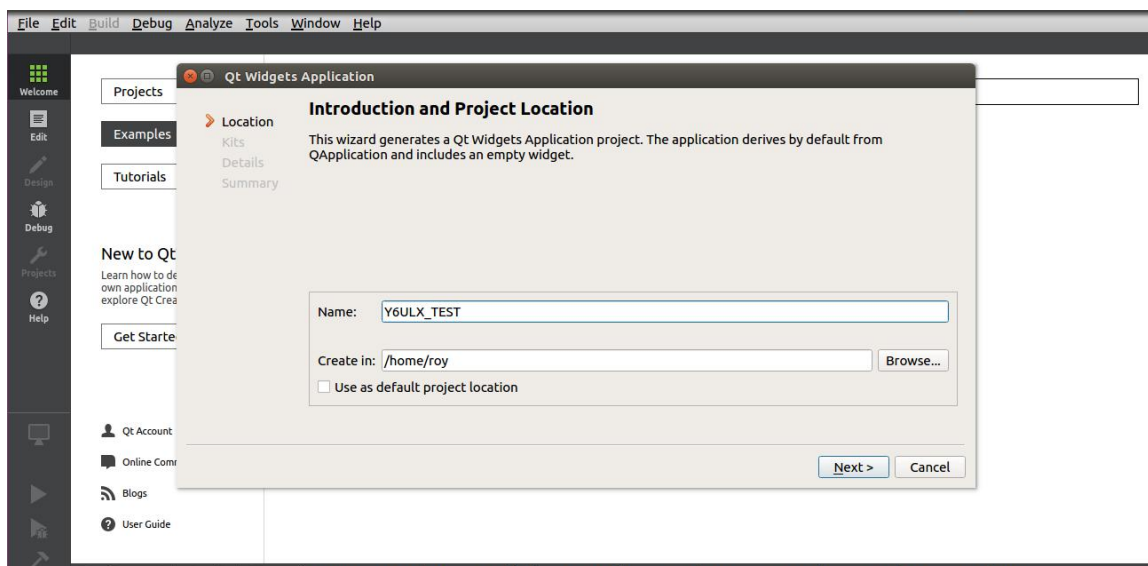 File Edit Build Debug Analyze Tools Window Help
Welcome
Edit
Design
Debug
Projects
Help
Projects
Examples
Tutorials
New to Qt
Learn how to de
own application
explore Qt Crea
Get Starte
Qt Account
Online Comm
Blogs
User Guide
Qt Widgets Application
Location
Kits
Details
Summary
Introduction and Project Location
This wizard generates a Qt Widgets Application project. The application derives by default from
QApplication and includes an empty widget.
Name: Y6ULX_TEST
Create in: /home/roy Browse...
Use as default project location
Next > Cancel